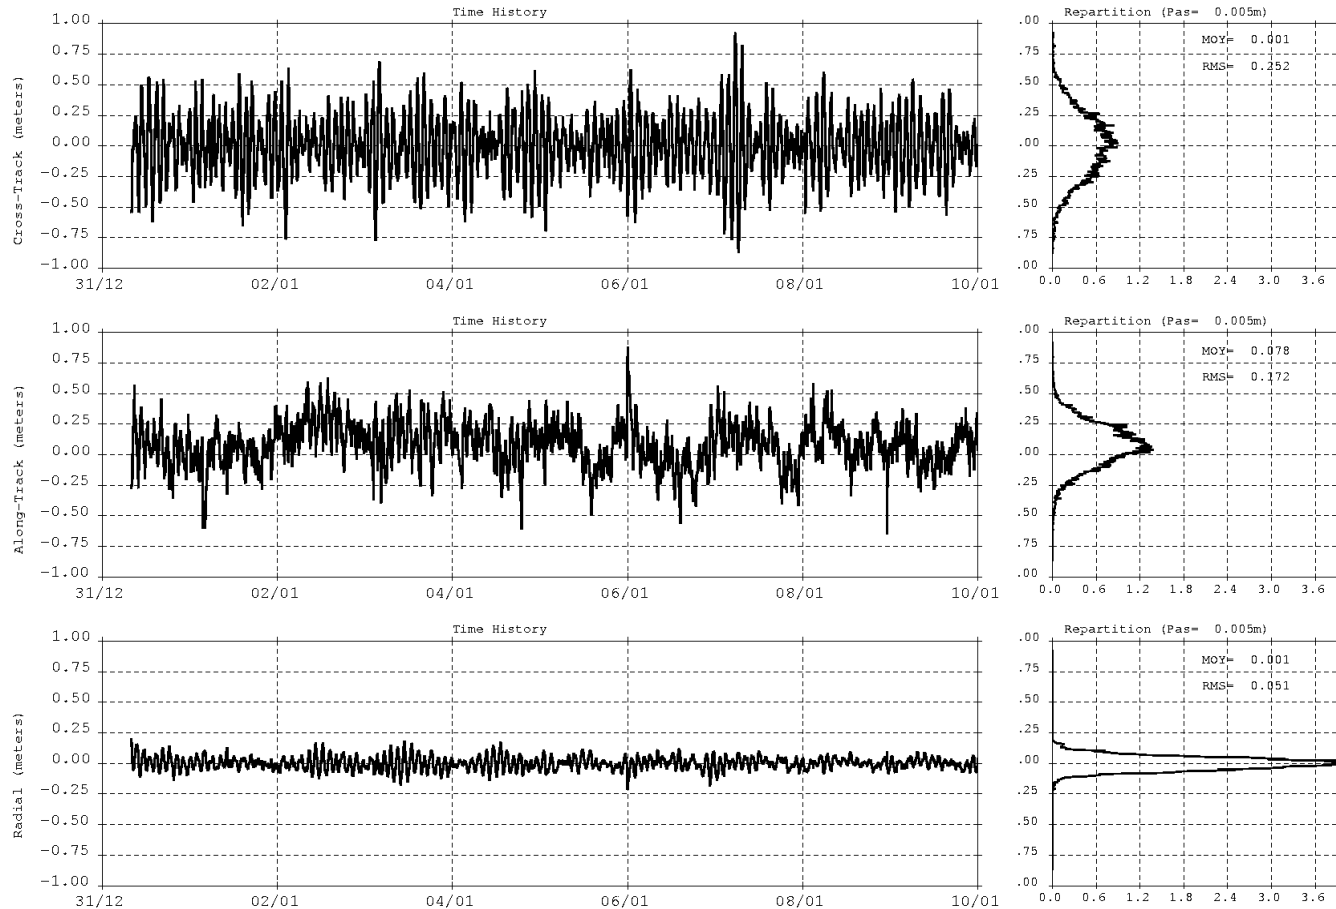 Time History
Repartition (Pas= 0.005m)
Cross-Track (meters)
1.00
0.75
0.50
0.25
0.00
-0.25
-0.50
-0.75
-1.00
31/12 02/01 04/01 06/01 08/01 10/01
.00
.75
.50
.25
.00
.25
.50
.75
.00
MOY= 0.001
RMS= 0.252
0.0 0.6 1.2 1.8 2.4 3.0 3.6
Time History
Repartition (Pas= 0.005m)
Along-Track (meters)
1.00
0.75
0.50
0.25
0.00
-0.25
-0.50
-0.75
-1.00
31/12 02/01 04/01 06/01 08/01 10/01
.00
.75
.50
.25
.00
.25
.50
.75
.00
MOY= 0.078
RMS= 0.172
0.0 0.6 1.2 1.8 2.4 3.0 3.6
Time History
Repartition (Pas= 0.005m)
Radial (meters)
1.00
0.75
0.50
0.25
0.00
-0.25
-0.50
-0.75
-1.00
31/12 02/01 04/01 06/01 08/01 10/01
.00
.75
.50
.25
.00
.25
.50
.75
.00
MOY= 0.001
RMS= 0.051
0.0 0.6 1.2 1.8 2.4 3.0 3.6